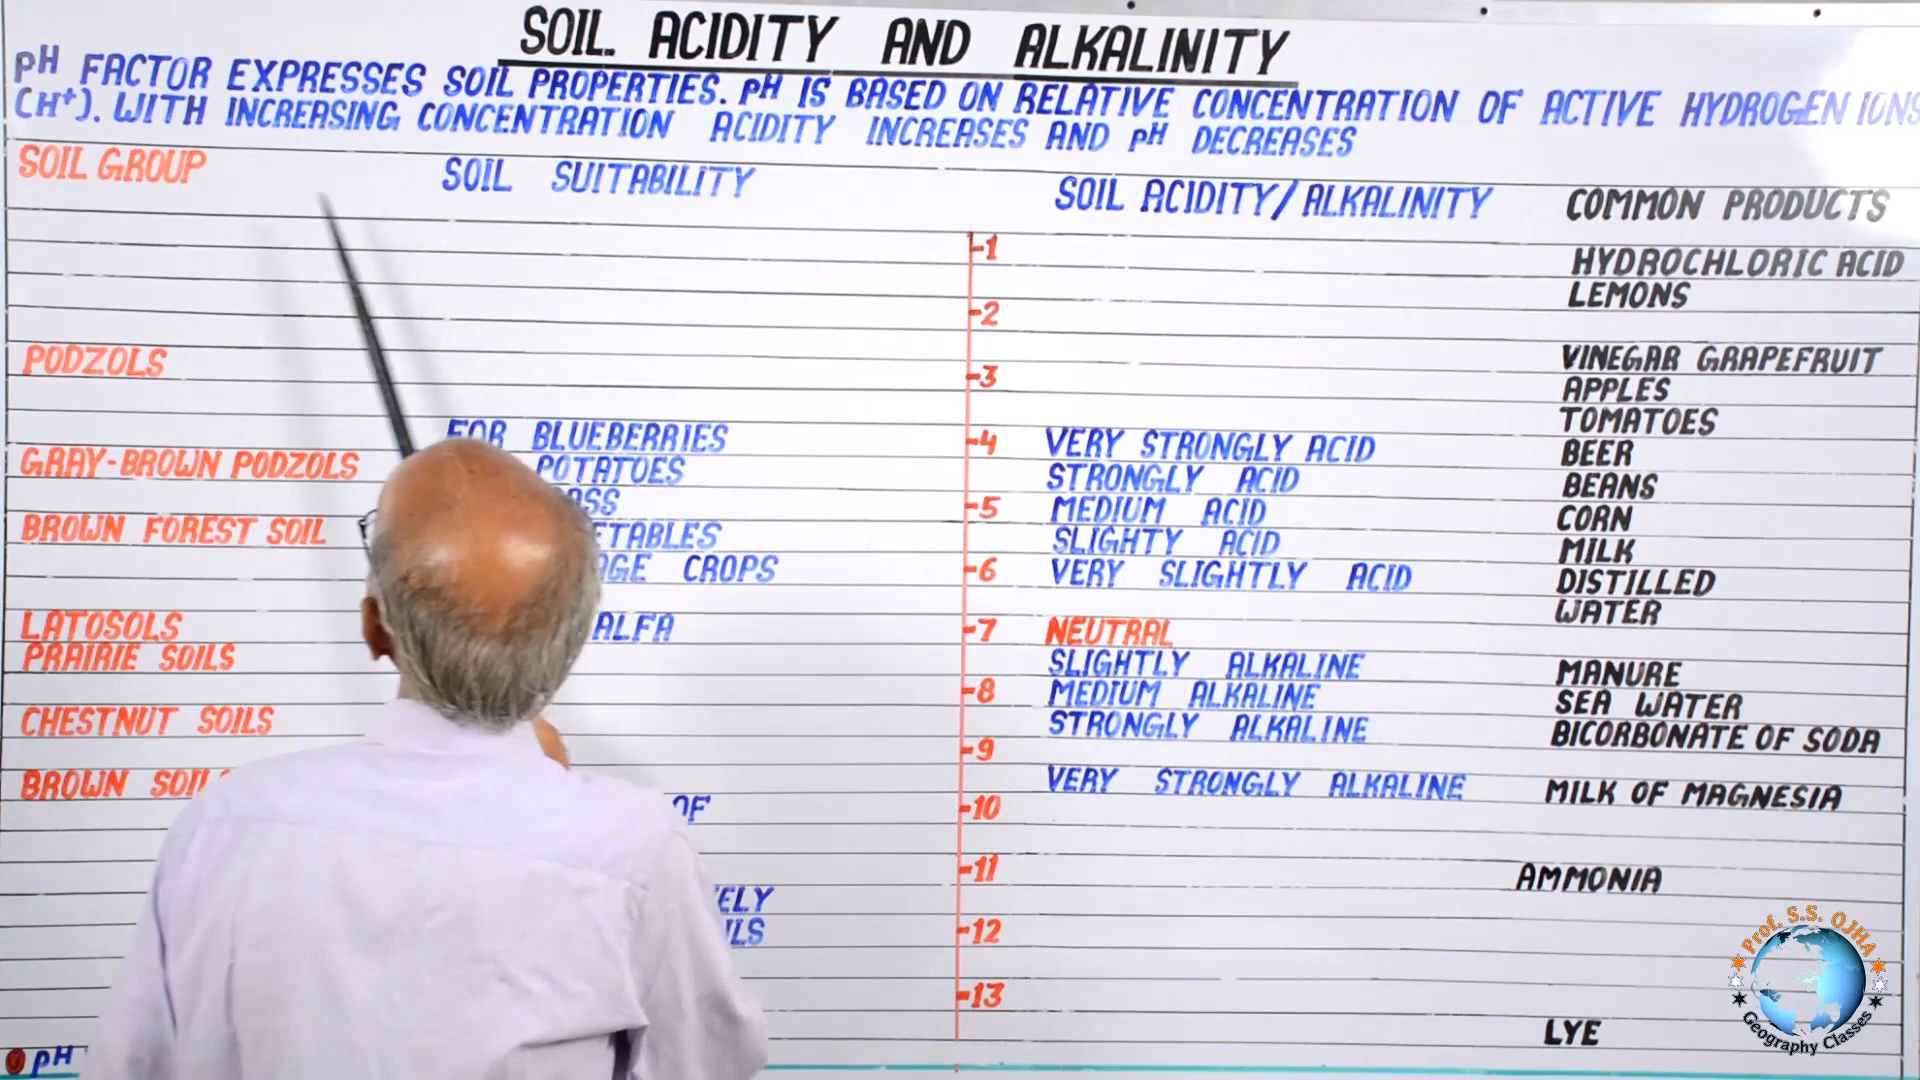 SOIL ACIDITY AND ALKALINITY
pH FACTOR EXPRESSES SOIL PROPERTIES. pH IS BASED ON RELATIVE CONCENTRATION OF ACTIVE HYDROGEN IONS
(H+). WITH INCREASING CONCENTRATION ACIDITY INCREASES AND pH DECREASES
SOIL GROUP SOIL SUITABILITY SOIL ACIDITY/ALKALINITY COMMON PRODUCTS
-1 HYDROCHLORIC ACID
LEMONS
-2
PODZOLS VINEGAR GRAPEFRUIT
-3 APPLES
TOMATOES
FOR BLUEBERRIES -4 VERY STRONGLY ACID BEER
GRAY-BROWN PODZOLS POTATOES STRONGLY ACID BEANS
-5 MEDIUM ACID CORN
BROWN FOREST SOIL SLIGHTY ACID MILK
CROPS -6 VERY SLIGHTLY ACID DISTILLED
WATER
LATOSOLS -7 NEUTRAL
PRAIRIE SOILS SLIGHTLY ALKALINE MANURE
-8 MEDIUM ALKALINE SEA WATER
CHESTNUT SOILS STRONGLY ALKALINE BICORBONATE OF SODA
-9
BROWN VERY STRONGLY ALKALINE MILK OF MAGNESIA
OF -10
-11 AMMONIA
-12
-13
LYE
pH
Prof. S.S. OJHA
Geography Classes